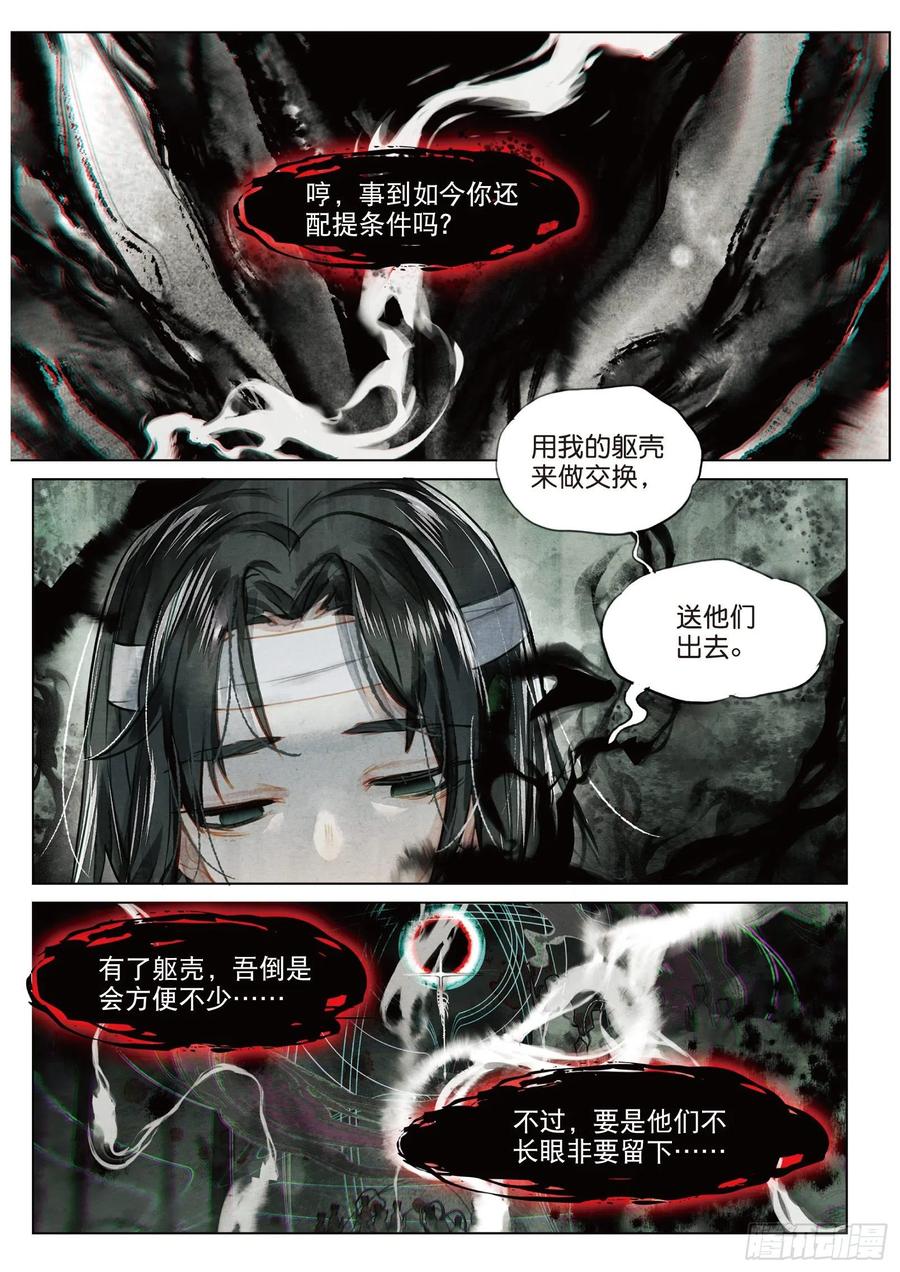 哼，事到如今你还
配提条件吗？
用我的躯壳
来做交换，
送他们
出去。
有了躯壳，吾倒是
会方便不少……
不过，要是他们不
长眼非要留下……
腾讯动漫